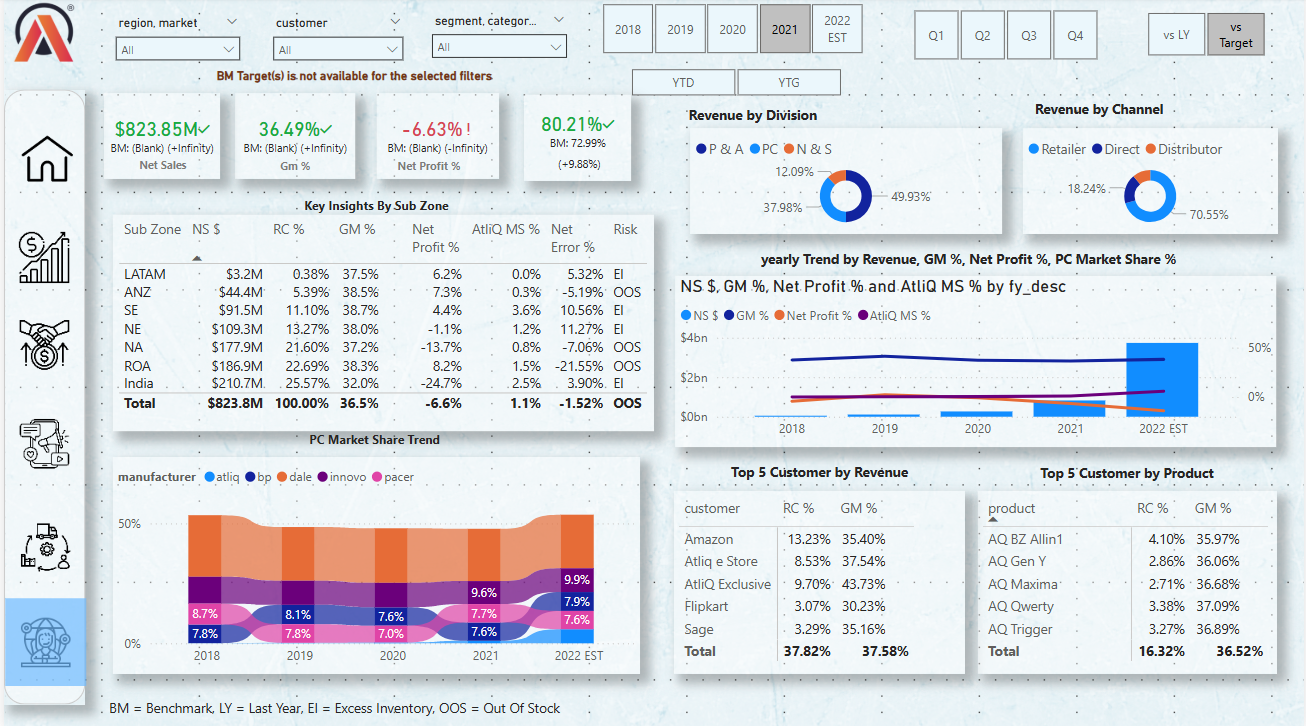 region, market
customer
segment, categor...
All
All
All
2018 2019 2020 2021 2022 EST
Q1 Q2 Q3 Q4
vs LY vs Target
BM Target(s) is not available for the selected filters
YTD YTG
$823.85M
BM: (Blank) (+Infinity)
Net Sales
36.49%
BM: (Blank) (+Infinity)
Gm %
-6.63% !
BM: (Blank) (-Infinity)
Net Profit %
80.21%
BM: 72.99%
(+9.88%)
Revenue by Division
P & A PC N & S
12.09%
37.98%
49.93%
Revenue by Channel
Retailer Direct Distributor
18.24%
70.55%
Key Insights By Sub Zone
Sub Zone NS $ RC % GM % Net Profit % AtliQ MS % Net Error % Risk
LATAM $3.2M 0.38% 37.5% 6.2% 0.0% 5.32% EI
ANZ $44.4M 5.39% 38.5% 7.3% 0.3% -5.19% OOS
SE $91.5M 11.10% 38.7% 4.4% 3.6% 10.56% EI
NE $109.3M 13.27% 38.0% -1.1% 1.2% 11.27% EI
NA $177.9M 21.60% 37.2% -13.7% 0.8% -7.06% OOS
ROA $186.9M 22.69% 38.3% 8.2% 1.5% -21.55% OOS
India $210.7M 25.57% 32.0% -24.7% 2.5% 3.90% EI
Total $823.8M 100.00% 36.5% -6.6% 1.1% -1.52% OOS
yearly Trend by Revenue, GM %, Net Profit %, PC Market Share %
NS $, GM %, Net Profit % and AtliQ MS % by fy_desc
NS $ GM % Net Profit % AtliQ MS %
$4bn
$2bn
$0bn
50%
0%
2018 2019 2020 2021 2022 EST
PC Market Share Trend
manufacturer atliq bp dale innovo pacer
50%
0%
8.7%
7.8%
8.1%
7.8%
7.6%
7.0%
9.6%
7.7%
7.6%
9.9%
7.9%
7.6%
2018 2019 2020 2021 2022 EST
Top 5 Customer by Revenue
customer RC % GM %
Amazon 13.23% 35.40%
Atliq e Store 8.53% 37.54%
AtliQ Exclusive 9.70% 43.73%
Flipkart 3.07% 30.23%
Sage 3.29% 35.16%
Total 37.82% 37.58%
Top 5 Customer by Product
product RC % GM %
AQ BZ Allin1 4.10% 35.97%
AQ Gen Y 2.86% 36.06%
AQ Maxima 2.71% 36.68%
AQ Qwerty 3.38% 37.09%
AQ Trigger 3.27% 36.89%
Total 16.32% 36.52%
BM = Benchmark, LY = Last Year, EI = Excess Inventory, OOS = Out Of Stock